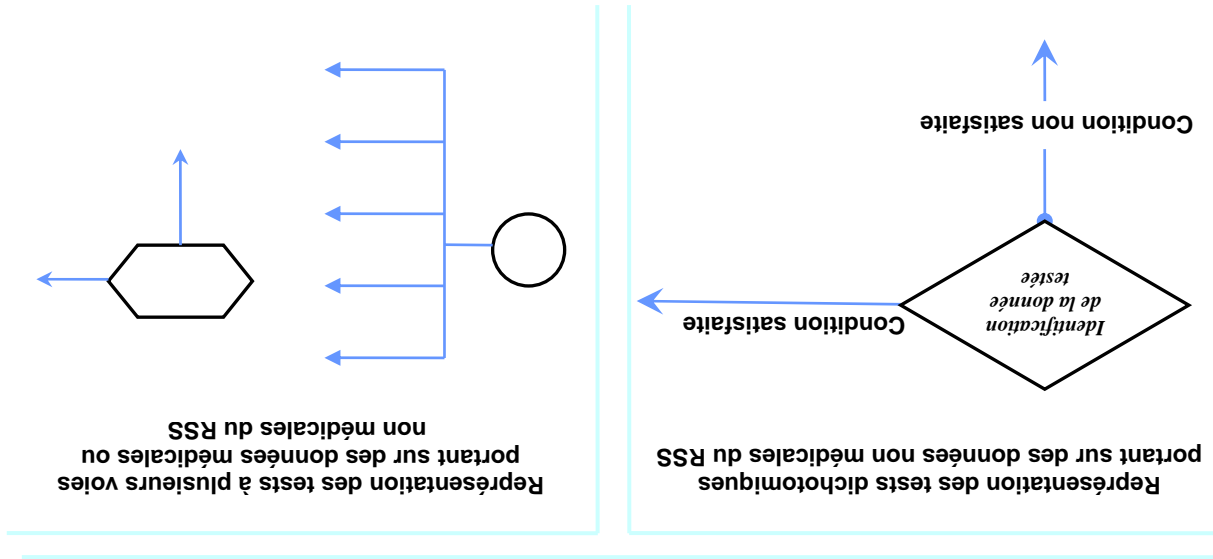 Représentation des tests dichotomiques
portant sur des données non médicales du RSS
Identification
de la donnée
testée
Condition satisfaite
Condition non satisfaite
Représentation des tests à plusieurs voies
portant sur des données médicales ou
non médicales du RSS